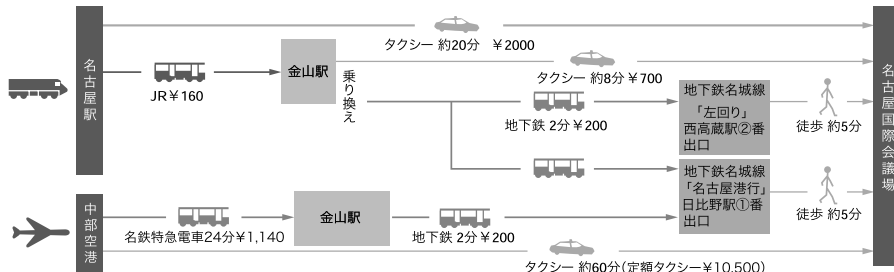 名古屋駅
タクシー 約20分 ¥2000
JR¥160
金山駅
乗り換え
タクシー 約8分 ¥700
地下鉄 2分 ¥200
地下鉄名城線
「左回り」
西高蔵駅②番
出口
徒歩 約5分
地下鉄名城線
「名古屋港行」
日比野駅①番
出口
徒歩 約5分
名古屋国際会議場
中部空港
名鉄特急電車24分¥1,140
金山駅
地下鉄 2分 ¥200
タクシー 約60分(定額タクシー¥10,500)